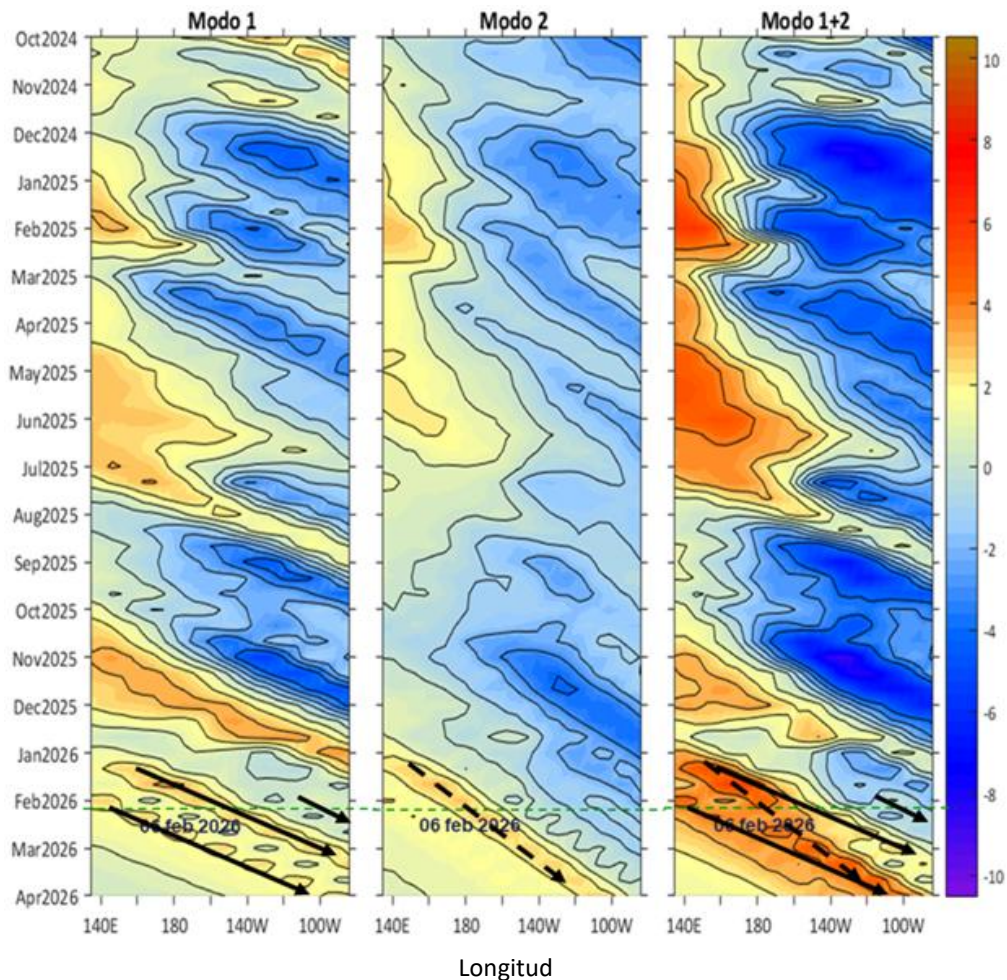 Modo 1 Modo 2 Modo 1+2
Oct2024
Nov2024
Dec2024
Jan2025
Feb2025
Mar2025
Apr2025
May2025
Jun2025
Jul2025
Aug2025
Sep2025
Oct2025
Nov2025
Dec2025
Jan2026
Feb2026
Mar2026
Apr2026
06 feb 2026 06 feb 2026 06 feb 2026
140E 180 140W 100W 140E 180 140W 100W 140E 180 140W 100W
Longitud
10
8
6
4
2
0
-2
-4
-6
-8
-10